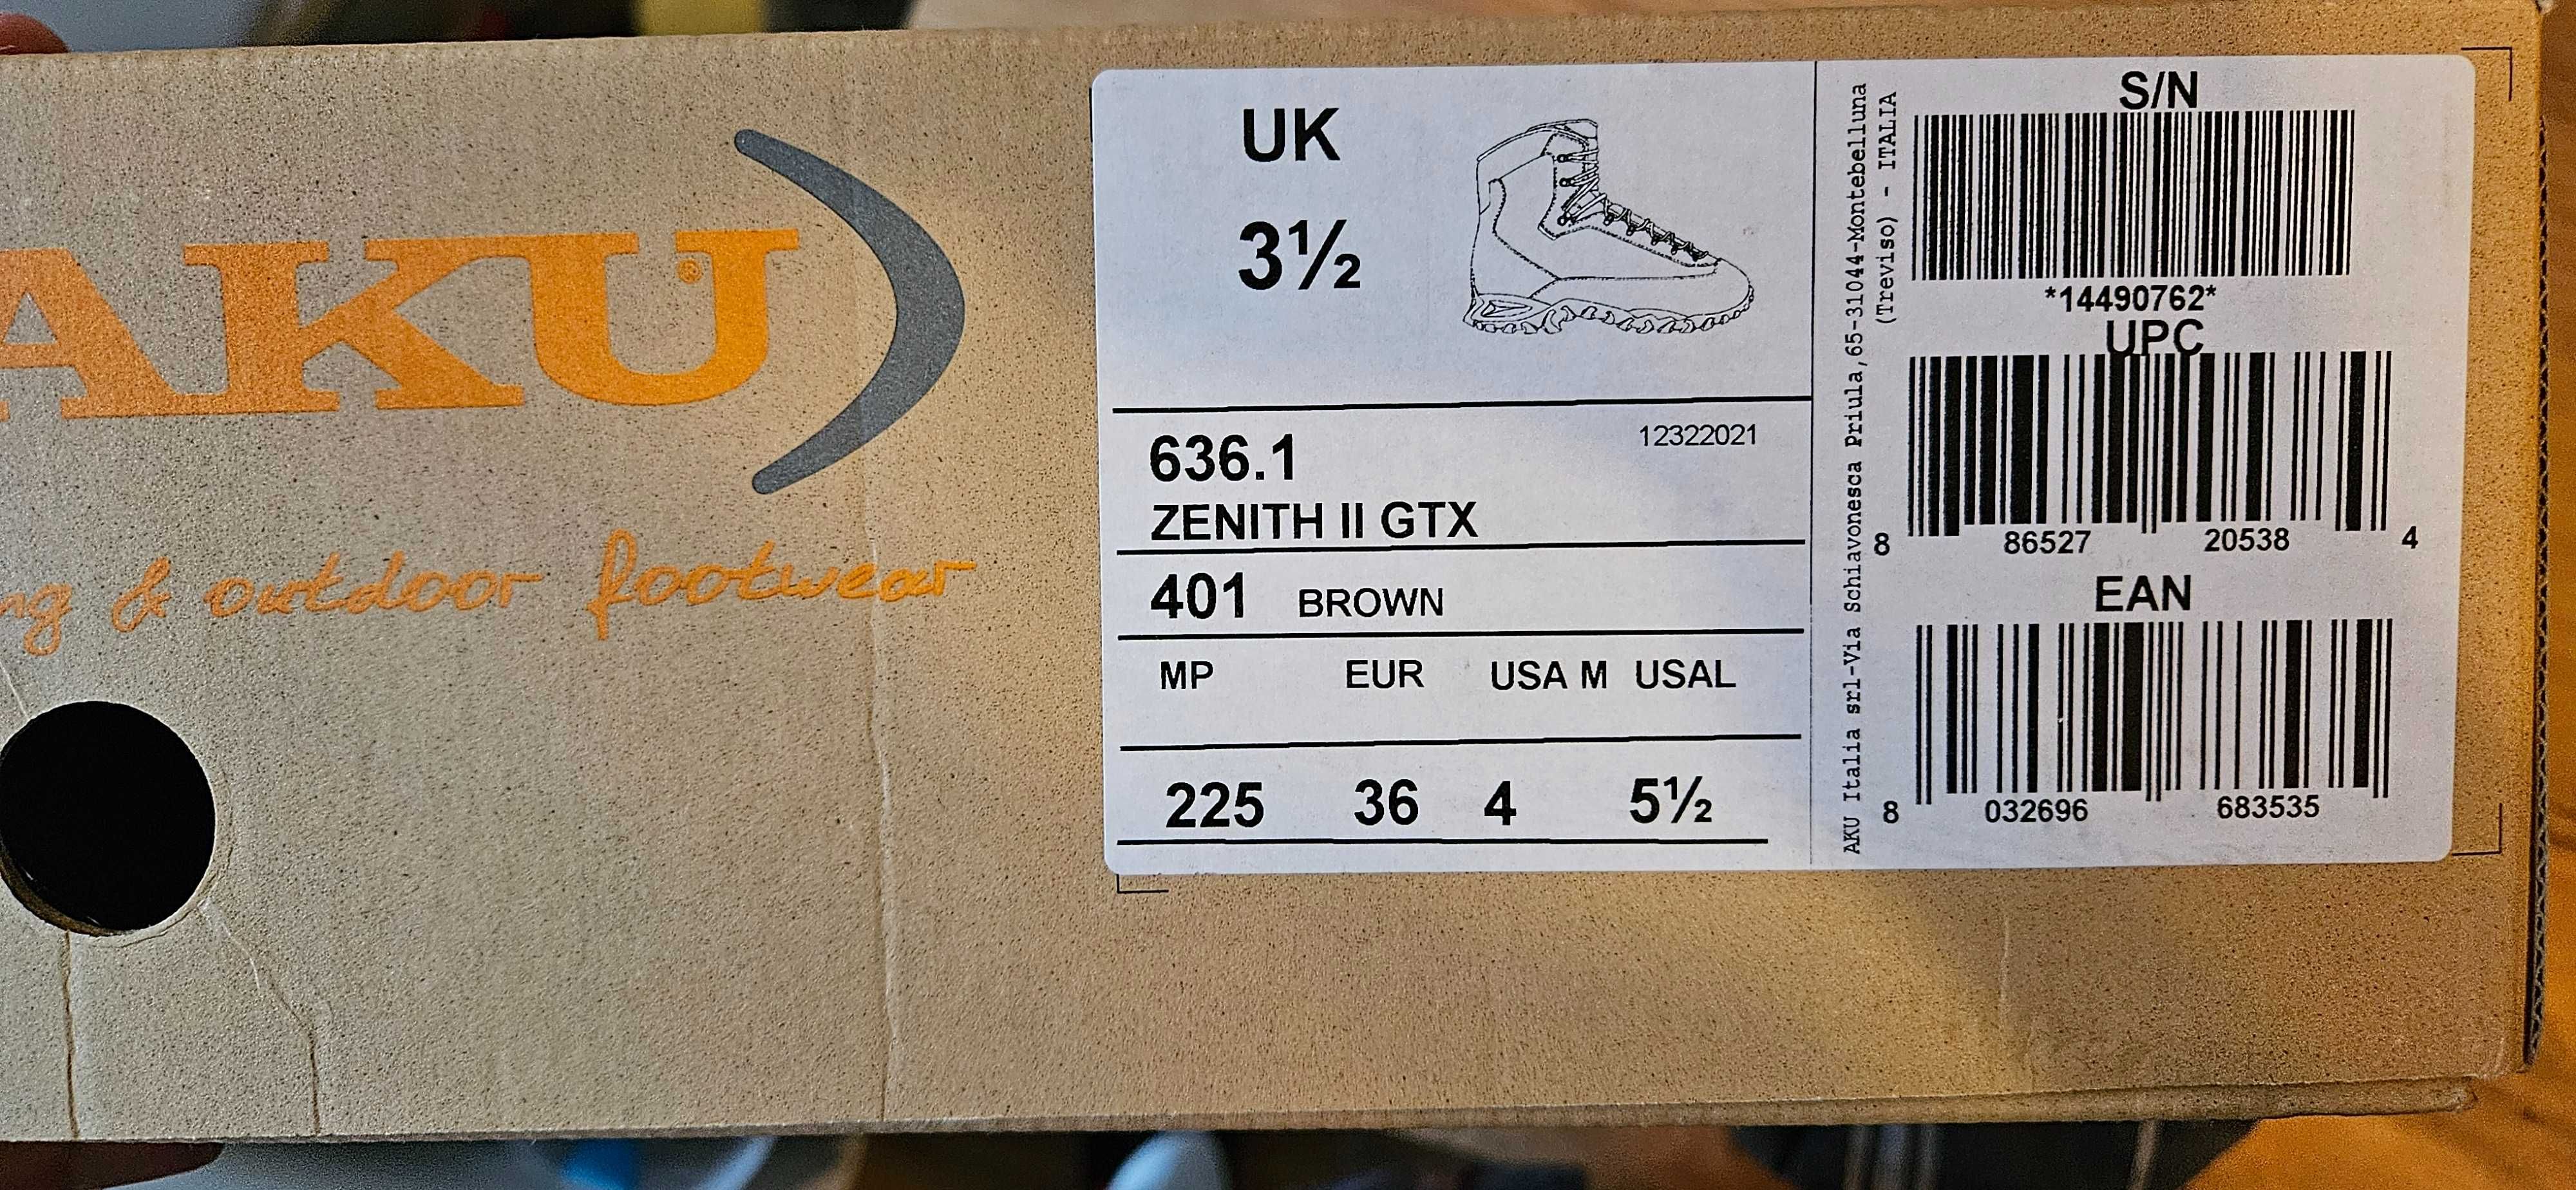 AKU®
ng & outdoor footwear
UK
3½
636.1
12322021
ZENITH II GTX
401 BROWN
MP EUR USA M USAL
225 36 4 5½
AKU Italia srl-Via Schiavonesca Priula,65-31044-Montebelluna
(Treviso) - ITALIA
S/N
*14490762*
UPC
8 86527 20538 4
EAN
8 032696 683535